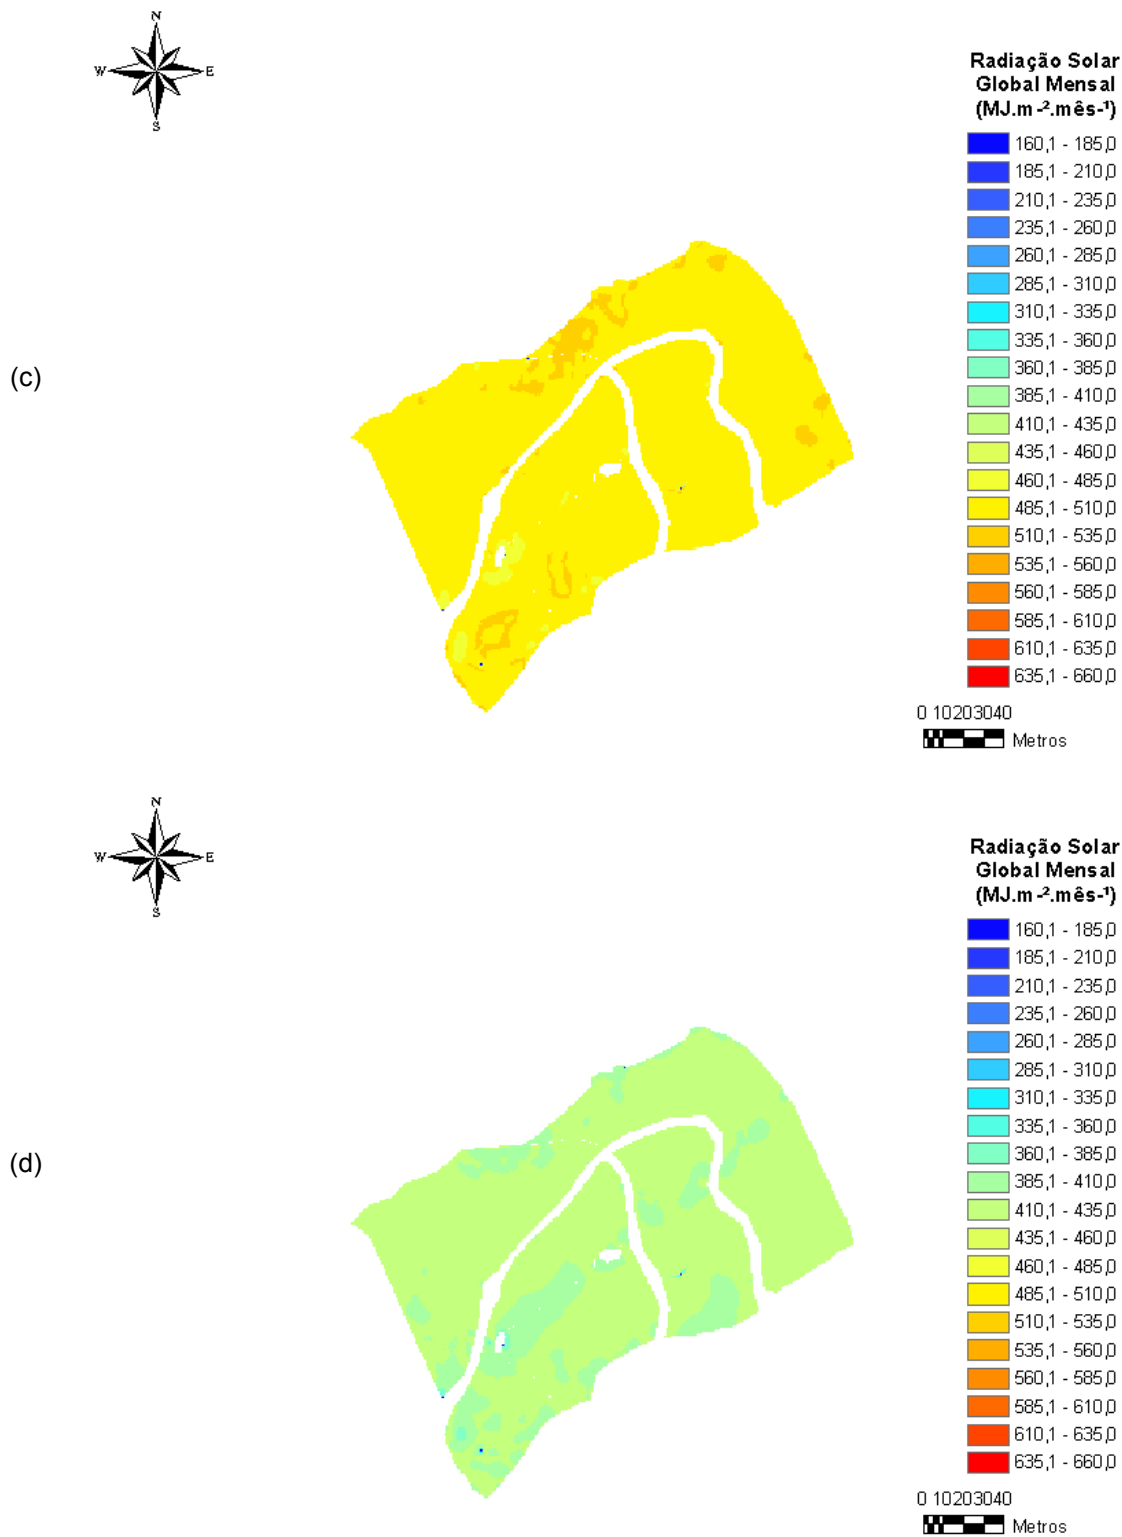 N
W E
S
Radiação Solar
Global Mensal
(MJ.m-².mês-¹)
160,1 - 185,0
185,1 - 210,0
210,1 - 235,0
235,1 - 260,0
260,1 - 285,0
285,1 - 310,0
310,1 - 335,0
335,1 - 360,0
360,1 - 385,0
385,1 - 410,0
410,1 - 435,0
435,1 - 460,0
460,1 - 485,0
485,1 - 510,0
510,1 - 535,0
535,1 - 560,0
560,1 - 585,0
585,1 - 610,0
610,1 - 635,0
635,1 - 660,0
(c)
0 10203040
Metros
N
W E
S
Radiação Solar
Global Mensal
(MJ.m-².mês-¹)
160,1 - 185,0
185,1 - 210,0
210,1 - 235,0
235,1 - 260,0
260,1 - 285,0
285,1 - 310,0
310,1 - 335,0
335,1 - 360,0
360,1 - 385,0
385,1 - 410,0
410,1 - 435,0
435,1 - 460,0
460,1 - 485,0
485,1 - 510,0
510,1 - 535,0
535,1 - 560,0
560,1 - 585,0
585,1 - 610,0
610,1 - 635,0
635,1 - 660,0
(d)
0 10203040
Metros